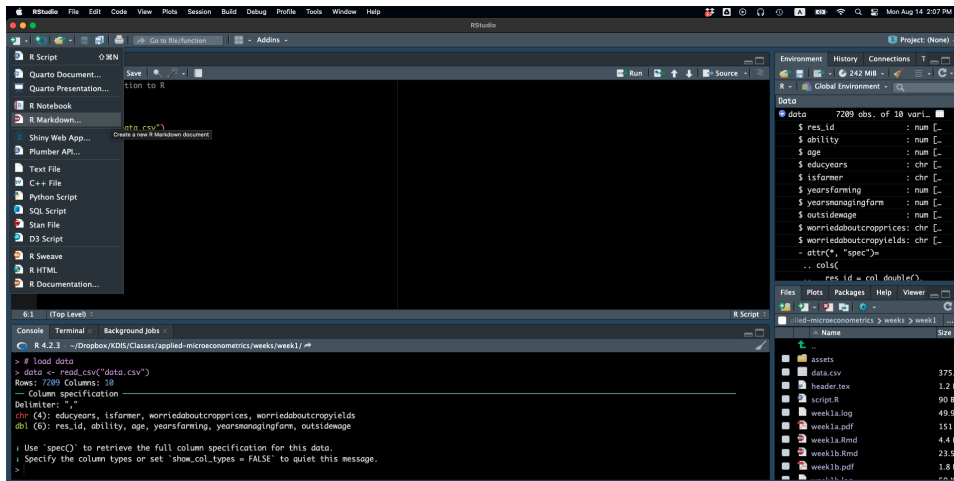 RStudio File Edit Code View Plots Session Build Debug Profile Tools Window Help Mon Aug 14 2:07 PM
RStudio
Go to file/function Addins Project: (None)
R Script ⇧⌘N
Quarto Document...
Quarto Presentation...
R Notebook
R Markdown...
Create a new R Markdown document
Shiny Web App...
Plumber API...
Text File
C++ File
Python Script
SQL Script
Stan File
D3 Script
R Sweave
R HTML
R Documentation...
Save Run Source
tion to R
ata.csv")
6:1 (Top Level) R Script
Console Terminal Background Jobs
R 4.2.3 · ~/Dropbox/KDIS/Classes/applied-microeconometrics/weeks/week1/
> # load data
> data <- read_csv("data.csv")
Rows: 7209 Columns: 10
── Column specification
Delimiter: ","
chr (4): educyears, isfarmer, worriedaboutcropprices, worriedaboutcropyields
dbl (6): res_id, ability, age, yearsfarming, yearsmanagingfarm, outsidewage
ℹ Use `spec()` to retrieve the full column specification for this data.
ℹ Specify the column types or set `show_col_types = FALSE` to quiet this message.
>
Environment History Connections T
242 MiB
R Global Environment
Data
data 7209 obs. of 10 vari…
$ res_id : num […
$ ability : num […
$ age : num […
$ educyears : chr […
$ isfarmer : chr […
$ yearsfarming : num […
$ yearsmanagingfarm : num […
$ outsidewage : num […
$ worriedaboutcropprices: chr […
$ worriedaboutcropyields: chr […
- attr(*, "spec")=
.. cols(
.. res_id = col_double(),
Files Plots Packages Help Viewer
plied-microeconometrics > weeks > week1 ...
Name Size
..
assets
data.csv 375.
header.tex 1.2
script.R 90 B
week1a.log 49.9
week1a.pdf 151
week1a.Rmd 4.4
week1b.Rmd 23.5
week1b.pdf 1.8